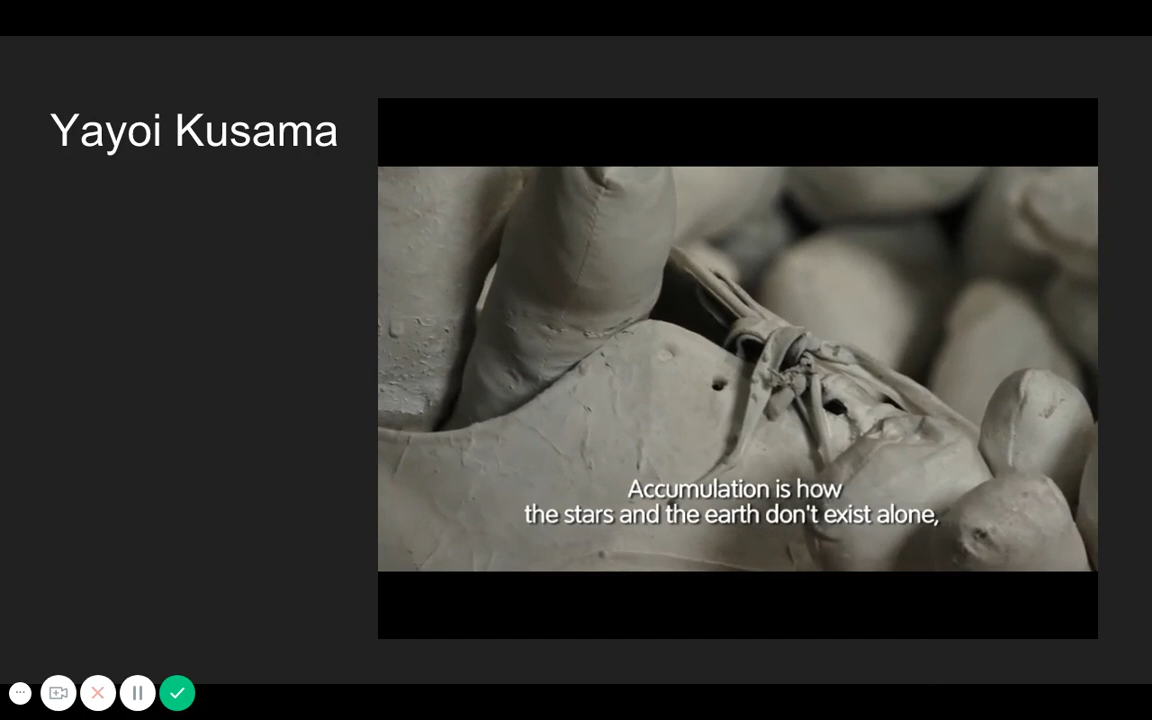 Yayoi Kusama
Accumulation is how
the stars and the earth don't exist alone,